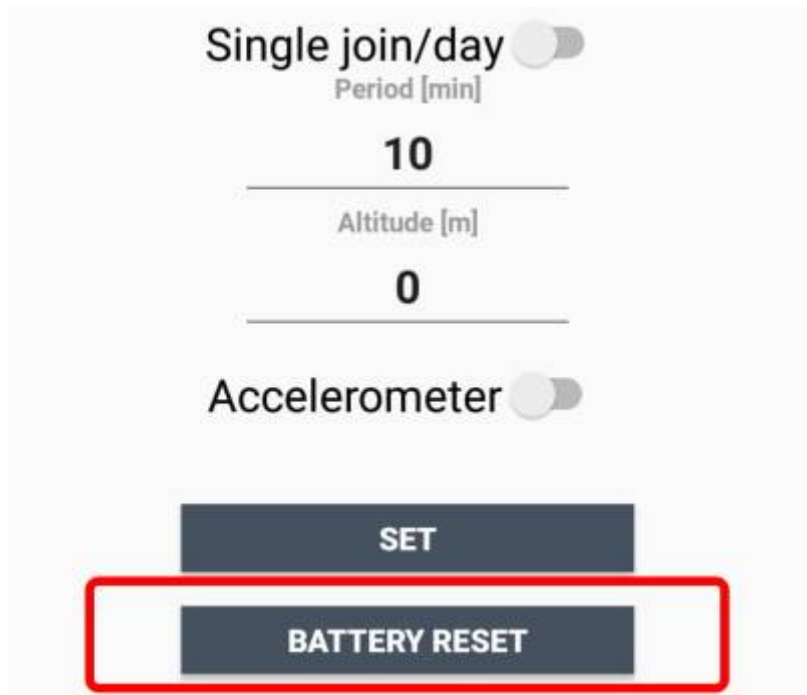 Single join/day
Period [min]
10
Altitude [m]
0
Accelerometer
SET
BATTERY RESET